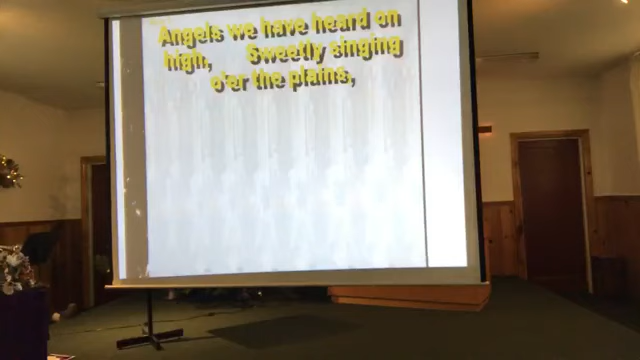 Angels we have heard on
high, Sweetly singing
o'er the plains,